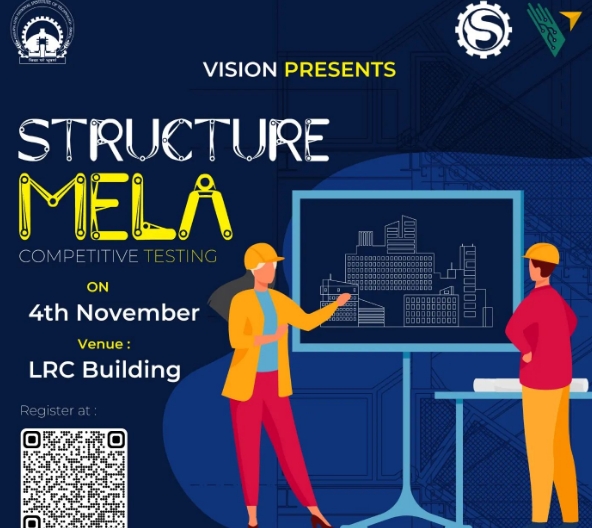 VISION PRESENTS
STRUCTURE
MELA
COMPETITIVE TESTING
ON
4th November
Venue :
LRC Building
Register at :